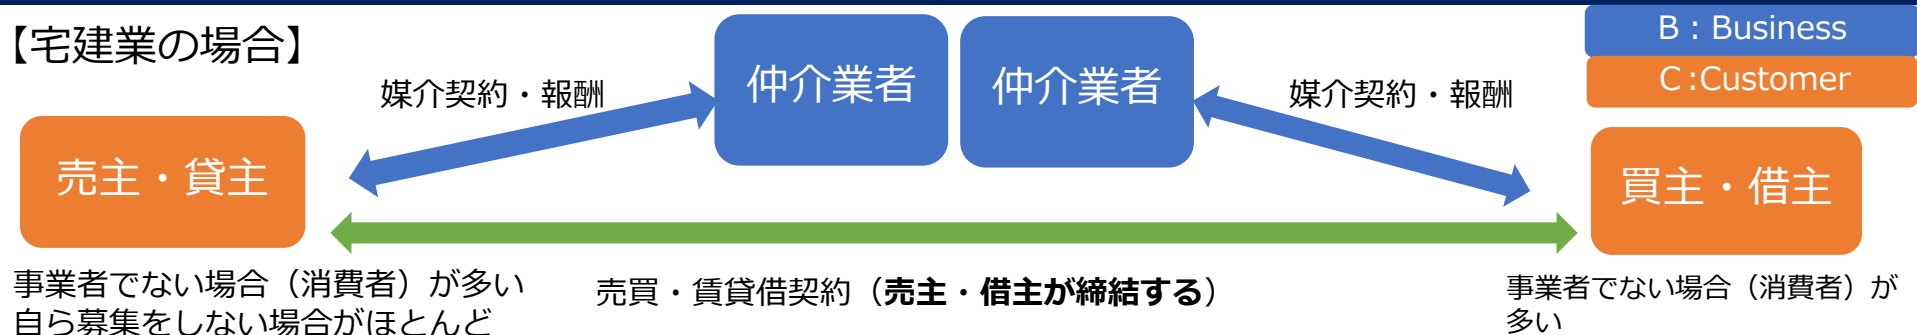 【宅建業の場合】
媒介契約・報酬
仲介業者
仲介業者
媒介契約・報酬
B：Business
C:Customer
売主・貸主
買主・借主
事業者でない場合（消費者）が多い
自ら募集をしない場合がほとんど
売買・賃貸借契約（売主・借主が締結する）
事業者でない場合（消費者）が
多い